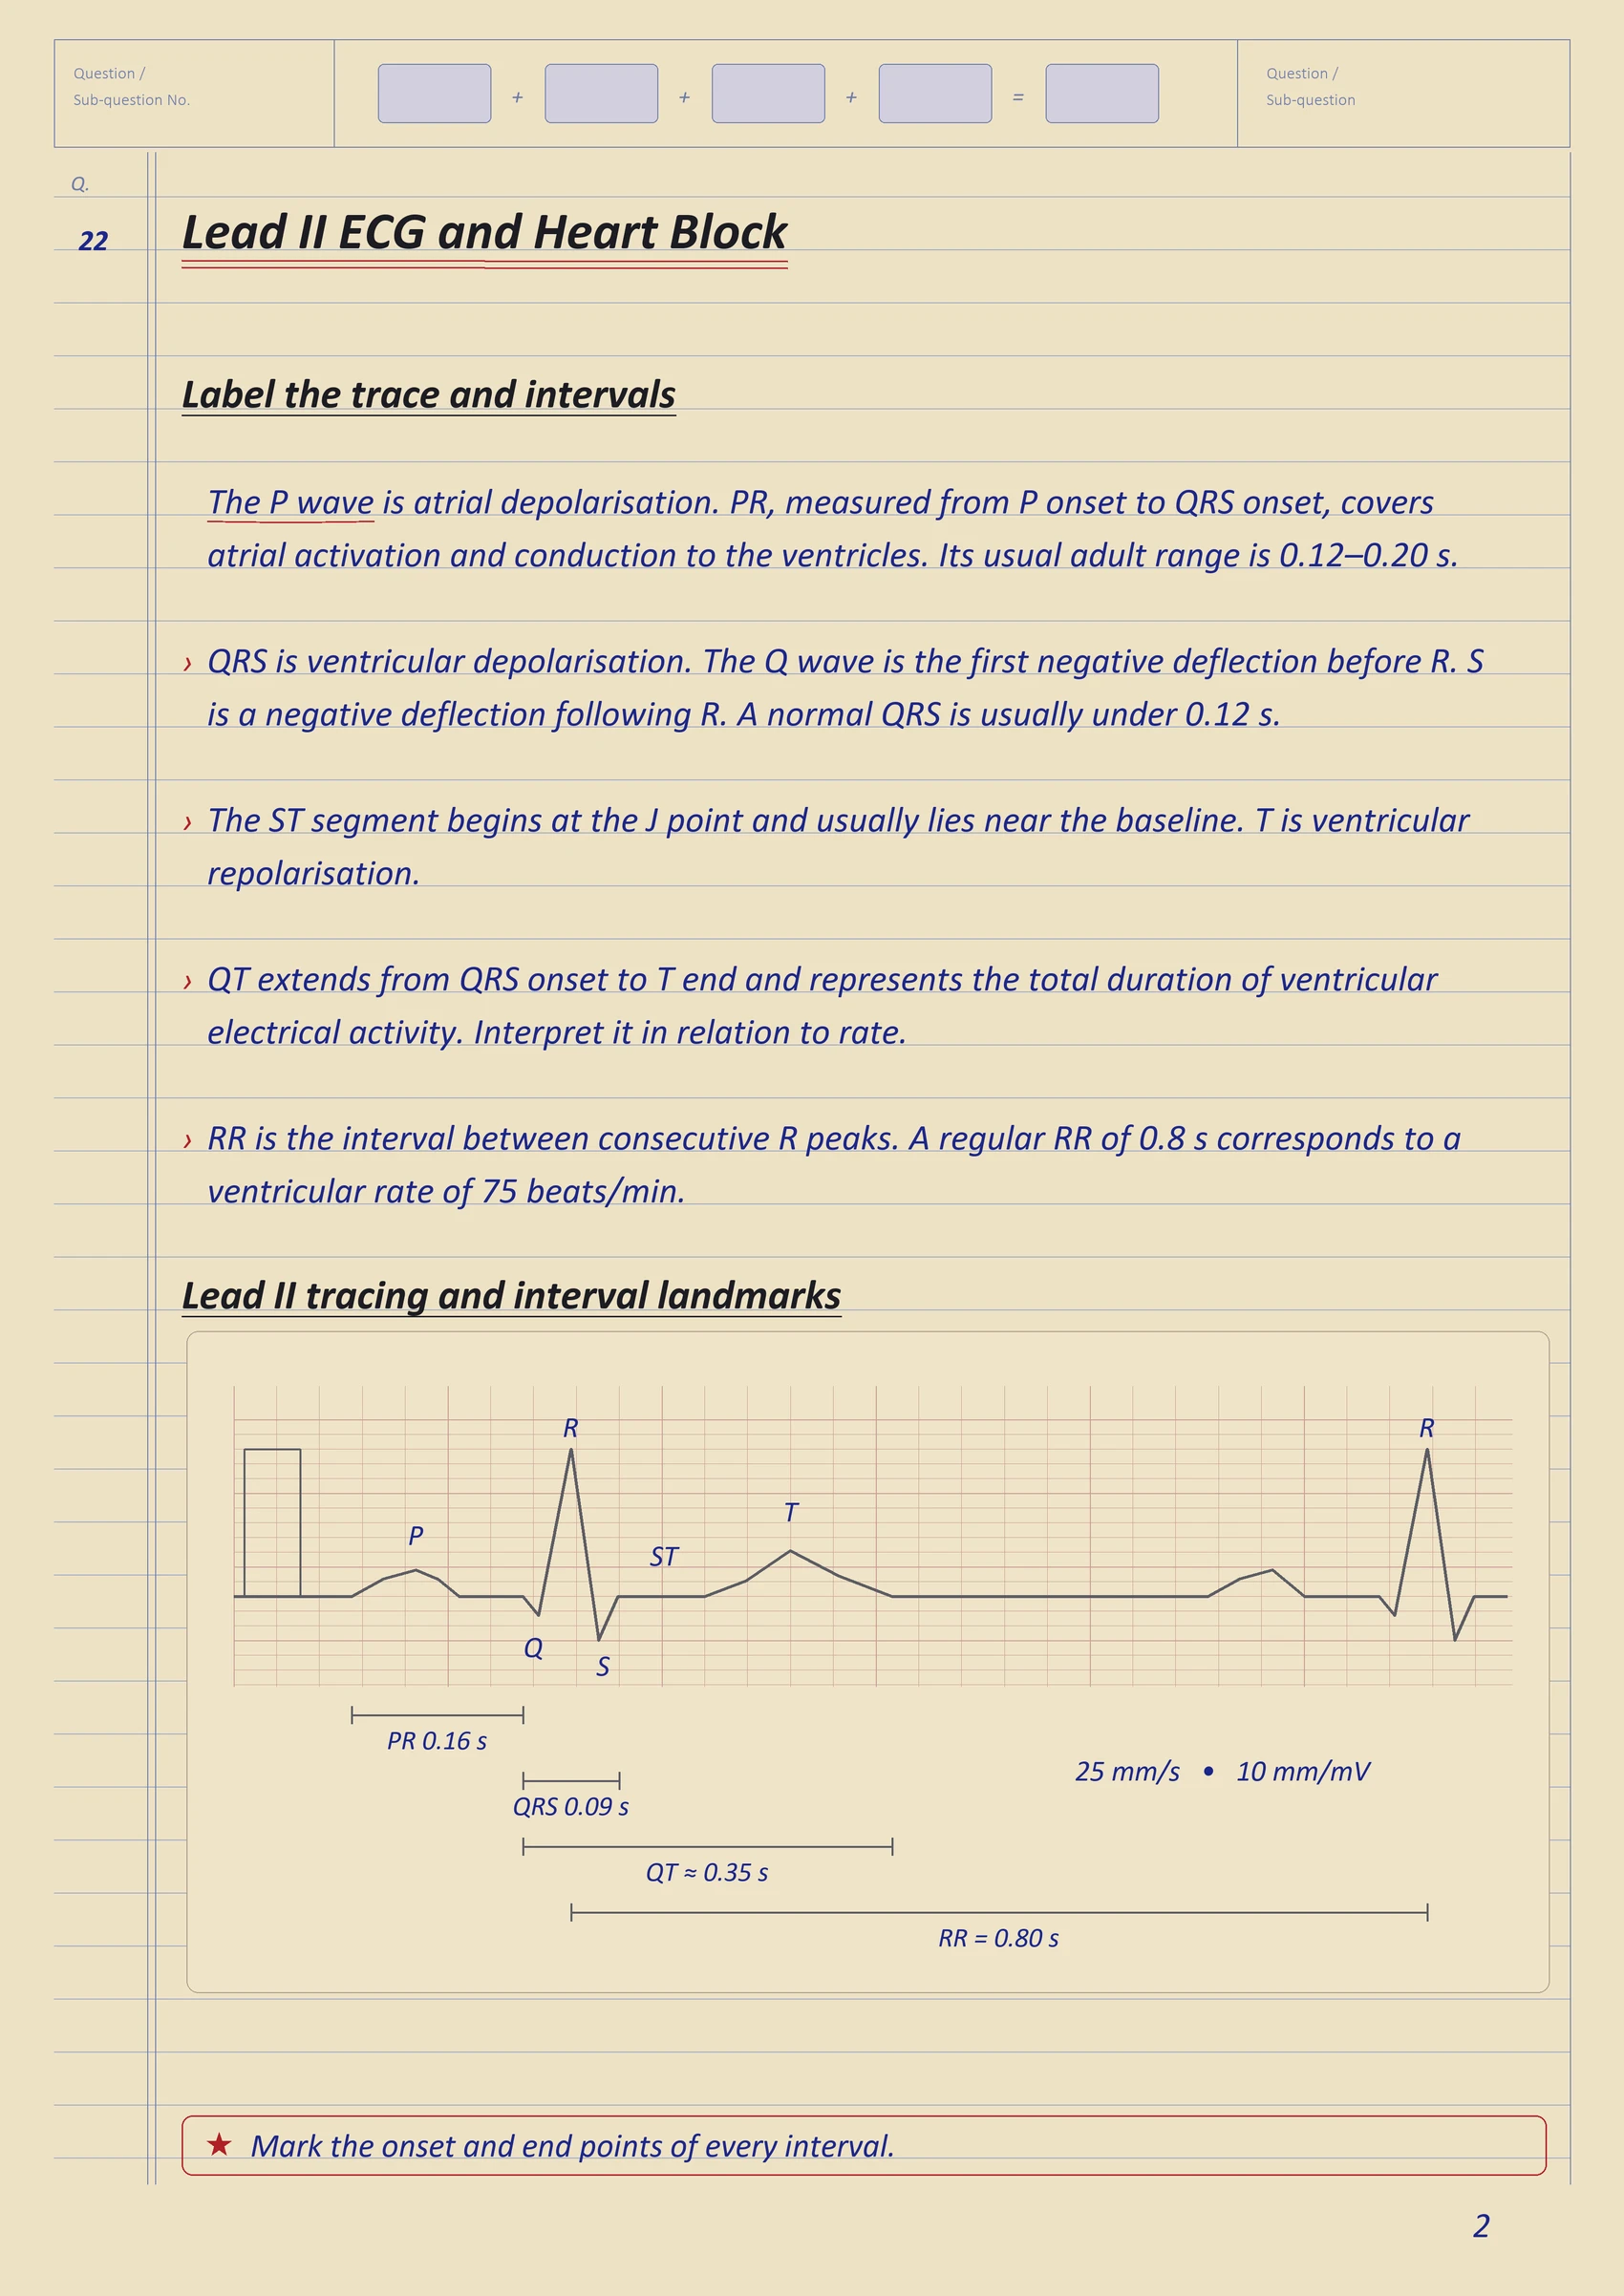 Question /
Sub-question No.
+ + + =
Question /
Sub-question
Q.
22
Lead II ECG and Heart Block
Label the trace and intervals
The P wave is atrial depolarisation. PR, measured from P onset to QRS onset, covers
atrial activation and conduction to the ventricles. Its usual adult range is 0.12–0.20 s.
› QRS is ventricular depolarisation. The Q wave is the first negative deflection before R. S
is a negative deflection following R. A normal QRS is usually under 0.12 s.
› The ST segment begins at the J point and usually lies near the baseline. T is ventricular
repolarisation.
› QT extends from QRS onset to T end and represents the total duration of ventricular
electrical activity. Interpret it in relation to rate.
› RR is the interval between consecutive R peaks. A regular RR of 0.8 s corresponds to a
ventricular rate of 75 beats/min.
Lead II tracing and interval landmarks
R
R
T
P
ST
Q
S
PR 0.16 s
25 mm/s • 10 mm/mV
QRS 0.09 s
QT ≈ 0.35 s
RR = 0.80 s
★ Mark the onset and end points of every interval.
2